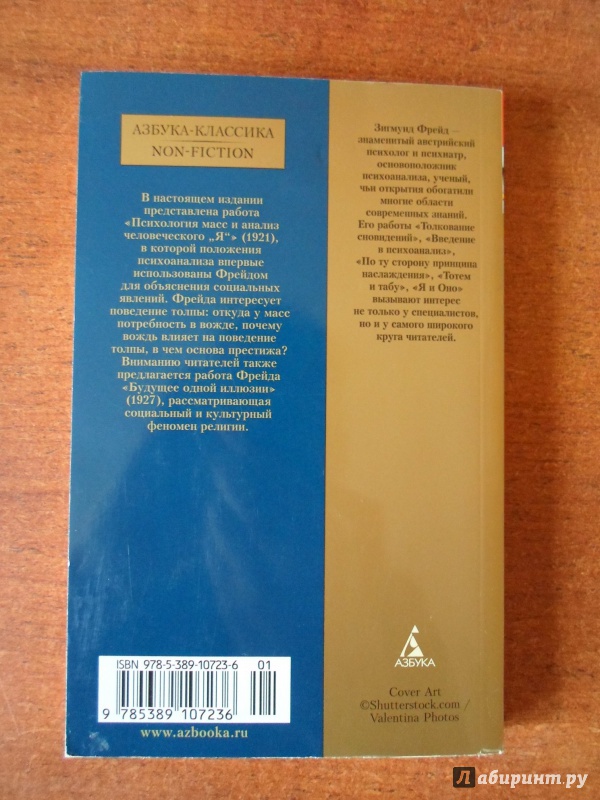 АЗБУКА-КЛАССИКА
NON-FICTION
В настоящем издании
представлена работа
«Психология масс и анализ
человеческого „Я“» (1921),
в которой положения
психоанализа впервые
использованы Фрейдом
для объяснения социальных
явлений. Фрейда интересует
поведение толпы: откуда у масс
потребность в вожде, почему
вождь влияет на поведение
толпы, в чем основа престижа?
Вниманию читателей также
предлагается работа Фрейда
«Будущее одной иллюзии»
(1927), рассматривающая
социальный и культурный
феномен религии.
Зигмунд Фрейд —
знаменитый австрийский
психолог и психиатр,
основоположник
психоанализа, ученый,
чьи открытия обогатили
многие области
современных знаний.
Его работы «Толкование
сновидений», «Введение
в психоанализ»,
«По ту сторону принципа
наслаждения», «Тотем
и табу», «Я и Оно»
вызывают интерес
не только у специалистов,
но и у самого широкого
круга читателей.
ISBN 978-5-389-10723-6 01
9 785389 107236
www.azbooka.ru
АЗБУКА
Cover Art
©Shutterstock.com /
Valentina Photos
Лабиринт.ру